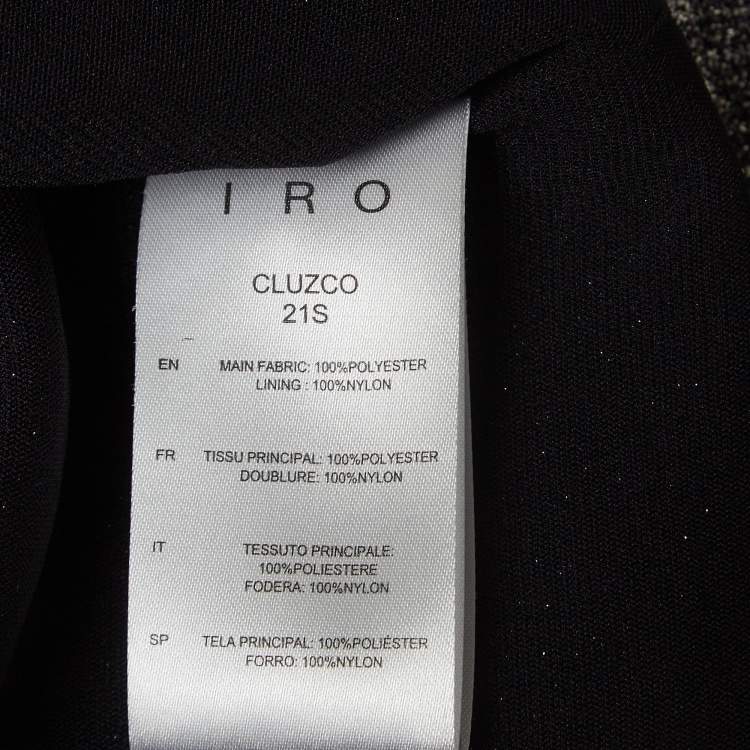 I R O
CLUZCO
21S
EN
MAIN FABRIC: 100%POLYESTER
LINING : 100%NYLON
FR
TISSU PRINCIPAL: 100%POLYESTER
DOUBLURE: 100%NYLON
IT
TESSUTO PRINCIPALE:
100%POLIESTERE
FODERA: 100%NYLON
SP
TELA PRINCIPAL: 100%POLIÉSTER
FORRO: 100%NYLON